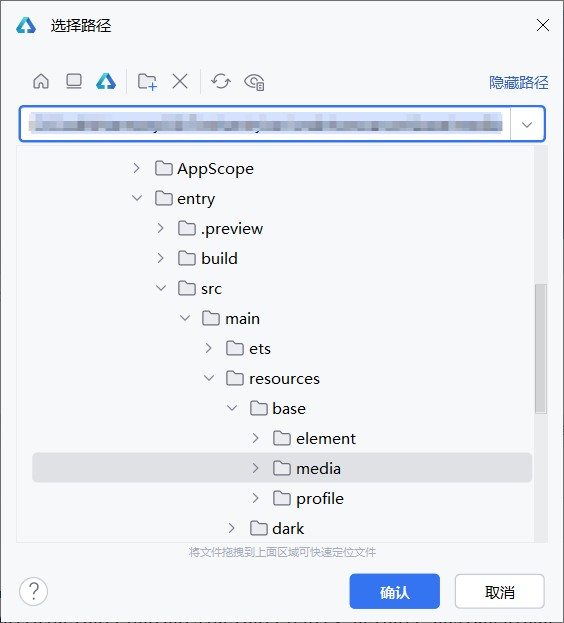 选择路径
隐藏路径
AppScope
entry
.preview
build
src
main
ets
resources
base
element
media
profile
dark
将文件拖拽到上面区域可快速定位文件
?
确认
取消